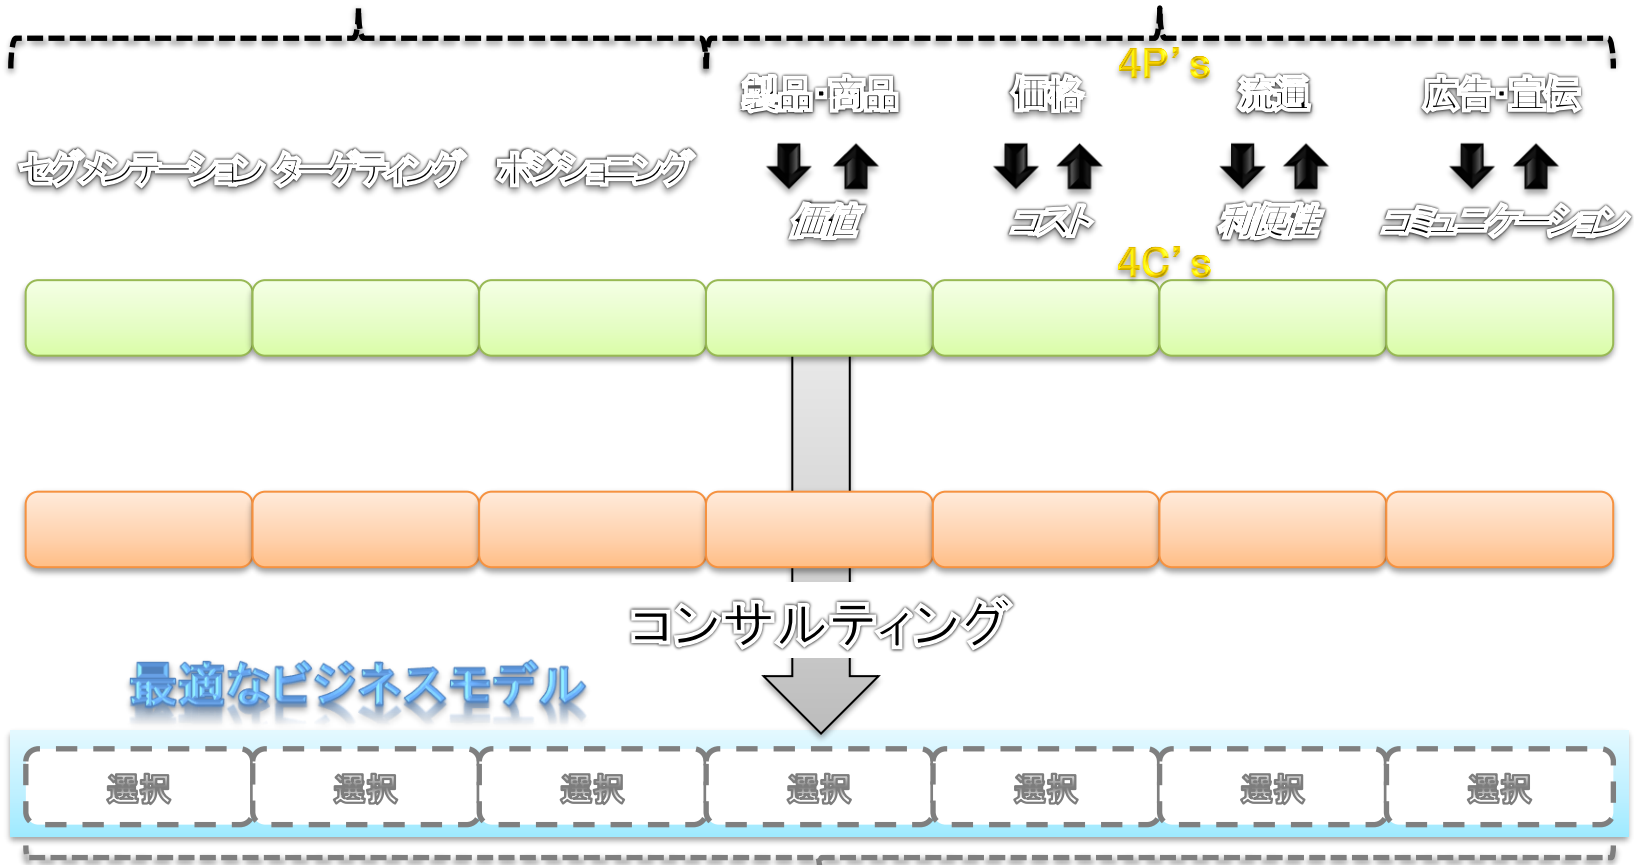 4P’s
製品・商品 価格 流通 広告・宣伝
セグメンテーション ターゲティング ポジショニング
価値 コスト 利便性 コミュニケーション
4C’s
コンサルティング
最適なビジネスモデル
選択 選択 選択 選択 選択 選択 選択